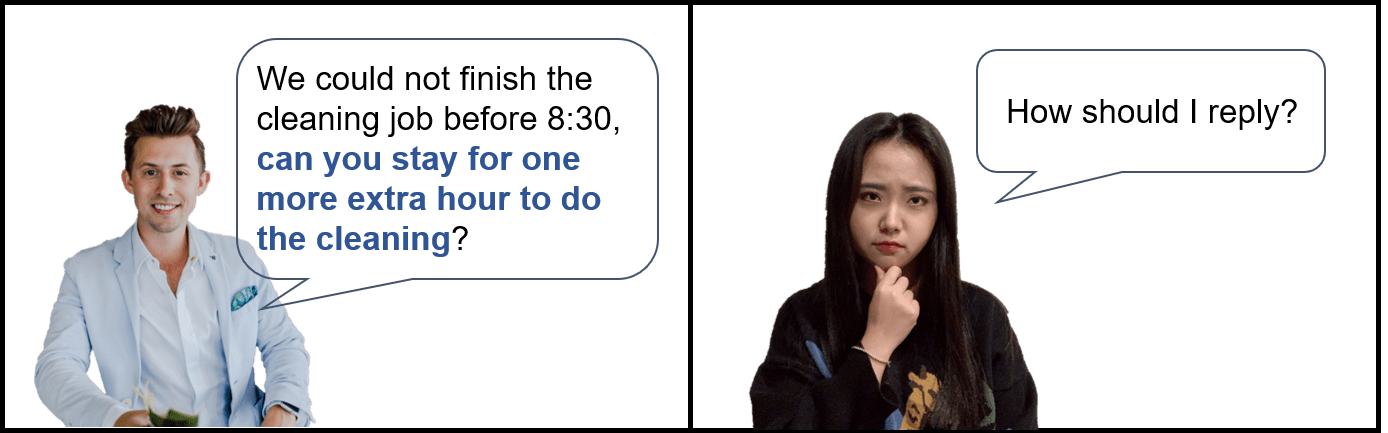 We could not finish the
cleaning job before 8:30,
can you stay for one
more extra hour to do
the cleaning?
How should I reply?